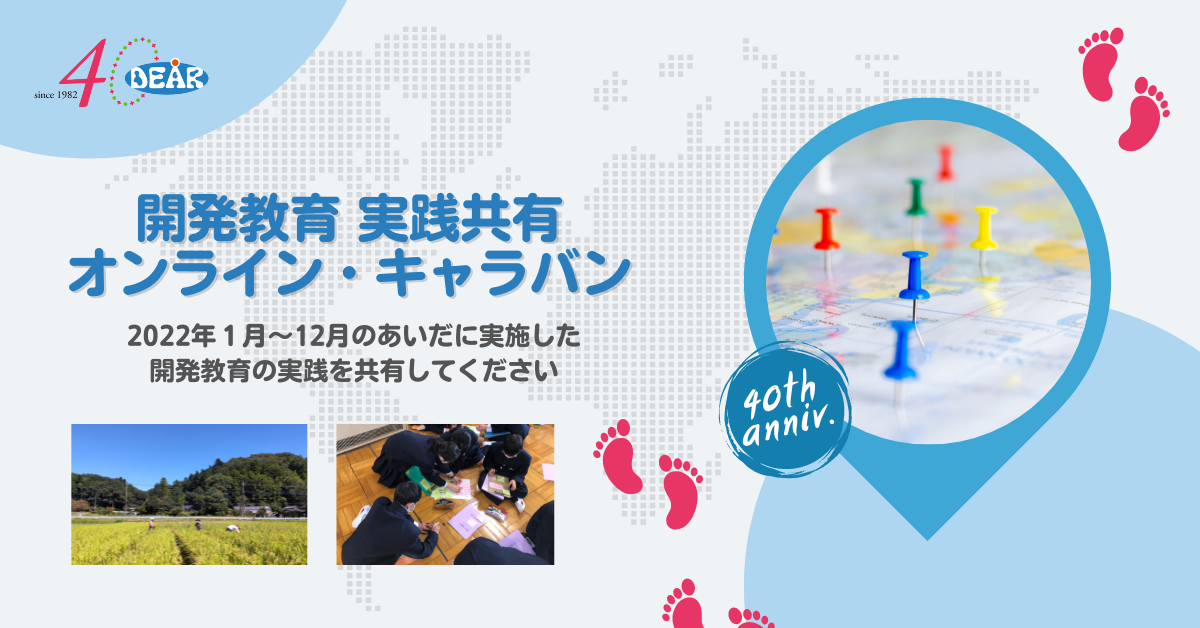 since 1982
40
DEAR
開発教育 実践共有
オンライン・キャラバン
2022年１月〜12月のあいだに実施した
開発教育の実践を共有してください
40th
anniv.